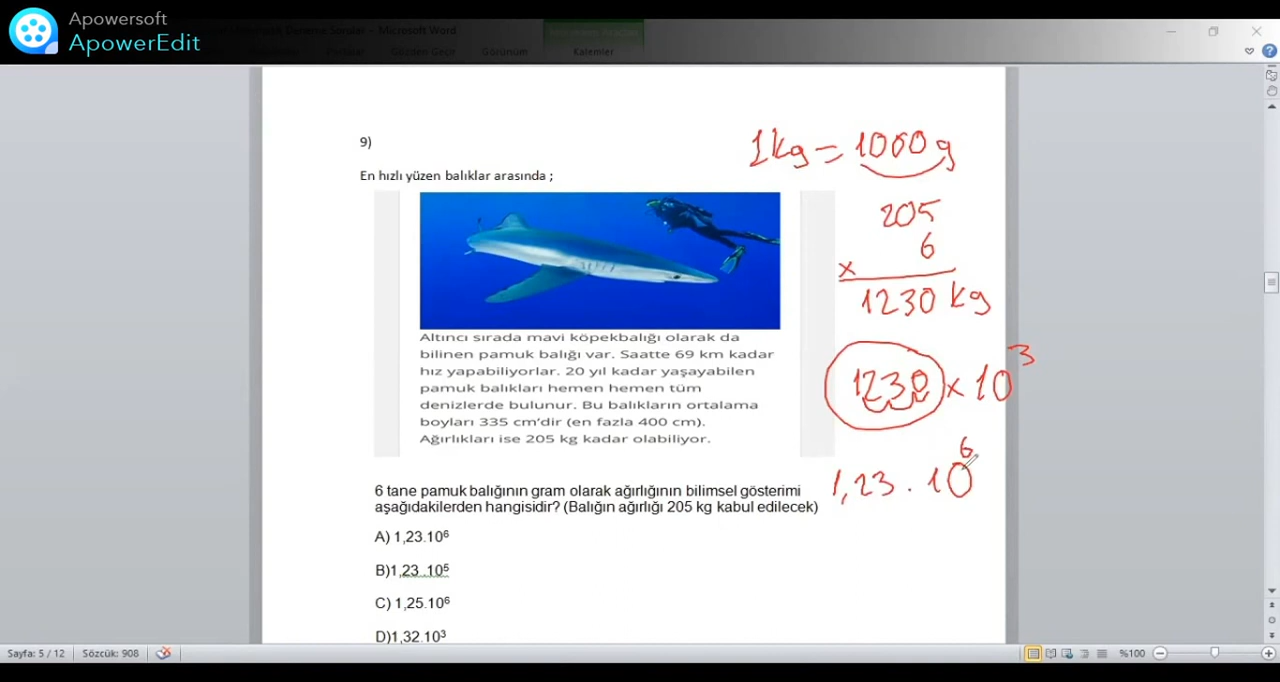 Apowersoft
ApowerEdit
Microsoft Word
Görünüm
Kalemler
9)
En hızlı yüzen balıklar arasında ;
Altıncı sırada mavi köpekbalığı olarak da
bilinen pamuk balığı var. Saatte 69 km kadar
hız yapabiliyorlar. 20 yıl kadar yaşayabilen
pamuk balıkları hemen hemen tüm
denizlerde bulunur. Bu balıkların ortalama
boyları 335 cm'dir (en fazla 400 cm).
Ağırlıkları ise 205 kg kadar olabiliyor.
6 tane pamuk balığının gram olarak ağırlığının bilimsel gösterimi
aşağıdakilerden hangisidir? (Balığın ağırlığı 205 kg kabul edilecek)
A) 1,23.10⁶
B)1,23 .10⁵
C) 1,25.10⁶
D)1,32.10³
1kg = 1000g
205
6
x
1230 kg
1230 x 10³
1,23 . 10⁶
Sayfa: 5 / 12
Sözcük: 908
%100